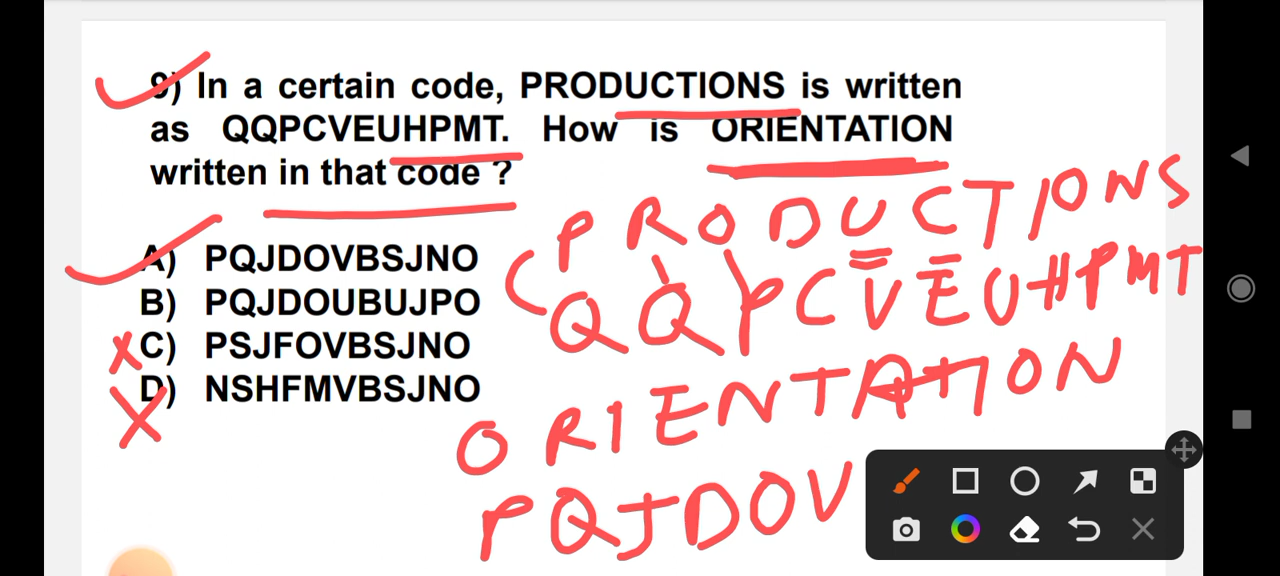 9) In a certain code, PRODUCTIONS is written
as QQPCVEUHPMT. How is ORIENTATION
written in that code ?
A) PQJDOVBSJNO
B) PQJDOUBUJPO
C) PSJFOVBSJNO
D) NSHFMVBSJNO
PRODUCTIONS
QQPCVEUHPMT
ORIENTATION
PQJDOV